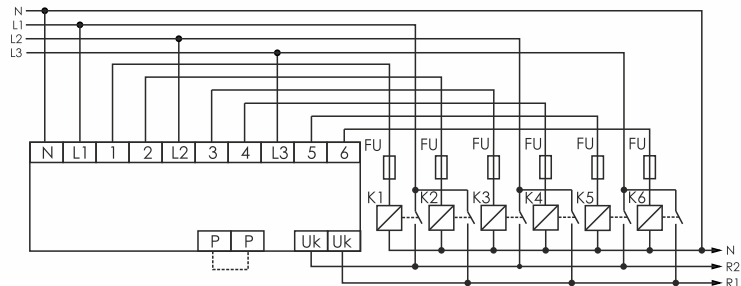 N
L1
L2
L3
FU FU FU FU FU FU
N L1 1 2 L2 3 4 L3 5 6
K1 K2 K3 K4 K5 K6
P P Uk Uk
N
R2
R1